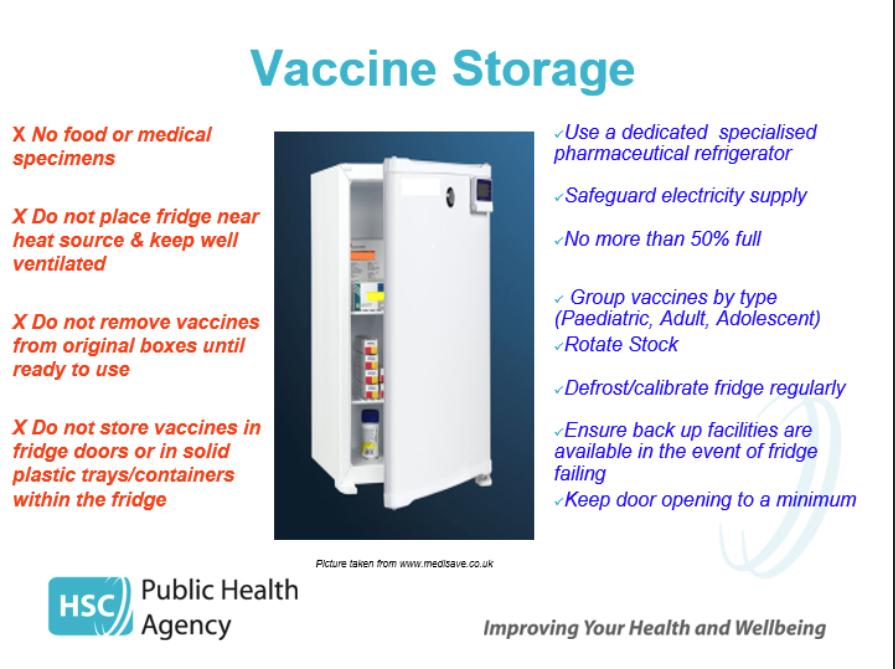 Vaccine Storage
X No food or medical
specimens
X Do not place fridge near
heat source & keep well
ventilated
X Do not remove vaccines
from original boxes until
ready to use
X Do not store vaccines in
fridge doors or in solid
plastic trays/containers
within the fridge
✓Use a dedicated specialised
pharmaceutical refrigerator
✓Safeguard electricity supply
✓No more than 50% full
✓ Group vaccines by type
(Paediatric, Adult, Adolescent)
✓Rotate Stock
✓Defrost/calibrate fridge regularly
✓Ensure back up facilities are
available in the event of fridge
failing
✓Keep door opening to a minimum
Picture taken from www.medisave.co.uk
HSC Public Health
Agency
Improving Your Health and Wellbeing